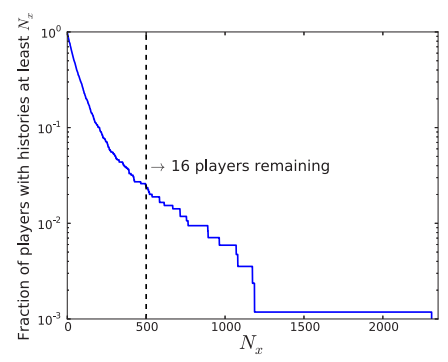 Fraction of players with histories at least $N_x$
10^0
10^{-1}
10^{-2}
10^{-3}
→ 16 players remaining
0 500 1000 1500 2000
$N_x$